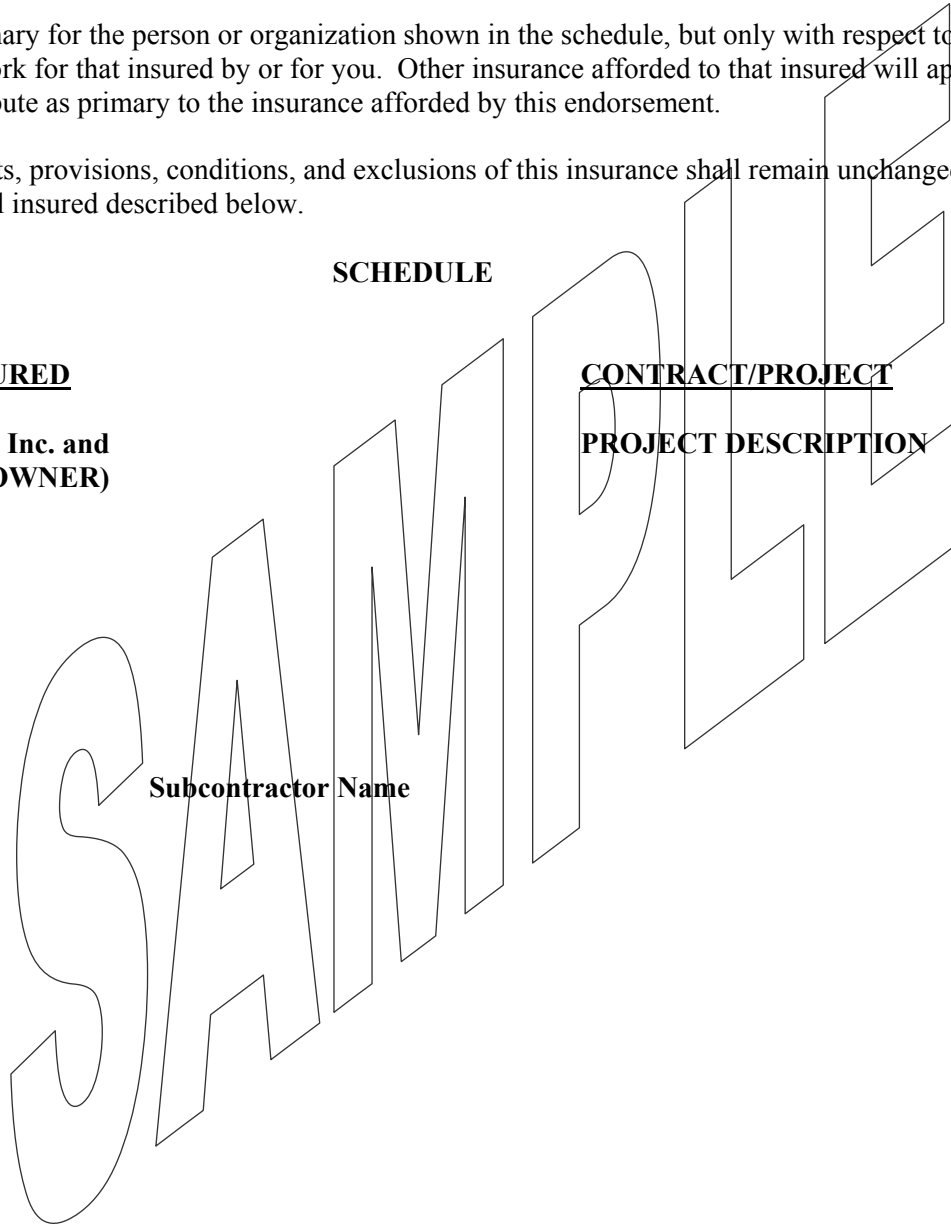 nary for the person or organization shown in the schedule, but only with respect to
ork for that insured by or for you.  Other insurance afforded to that insured will ap
bute as primary to the insurance afforded by this endorsement.
ts, provisions, conditions, and exclusions of this insurance shall remain unchanged
l insured described below.
SCHEDULE
URED CONTRACT/PROJECT
Inc. and PROJECT DESCRIPTION
OWNER)
Subcontractor Name
SAMPLE